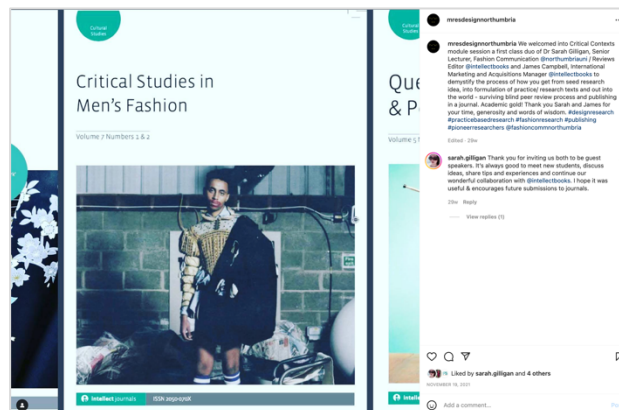 Cultural
Studies
Critical Studies in
Men's Fashion
Volume 7 Numbers 1 & 2
intellect journals
ISSN 2050-070X
Cultural
Studies
Que
& P
Volume 5 N
mresdesignnorthumbria
mresdesignnorthumbria We welcomed into Critical Contexts
module session a first class duo of Dr Sarah Gilligan, Senior
Lecturer, Fashion Communication @northumbriauni / Reviews
Editor @intellectbooks and James Campbell, International
Marketing and Acquisitions Manager @intellectbooks to
demystify the process of how you get from seed research
idea, into formulation of practice/ research texts and out into
the world - surviving blind peer review process and publishing
in a journal. Academic gold! Thank you Sarah and James for
your time, generosity and words of wisdom. #designresearch
#practicebasedresearch #fashionresearch #publishing
#pioneerresearchers @fashioncommnorthumbria
Edited · 28w
sarah.gilligan Thank you for inviting us both to be guest
speakers. It's always good to meet new students, discuss
ideas, share tips and experiences and continue our
wonderful collaboration with @intellectbooks. I hope it was
useful & encourages future submissions to journals.
28w Reply
View replies (1)
Liked by sarah.gilligan and 4 others
NOVEMBER 19, 2021
Add a comment...